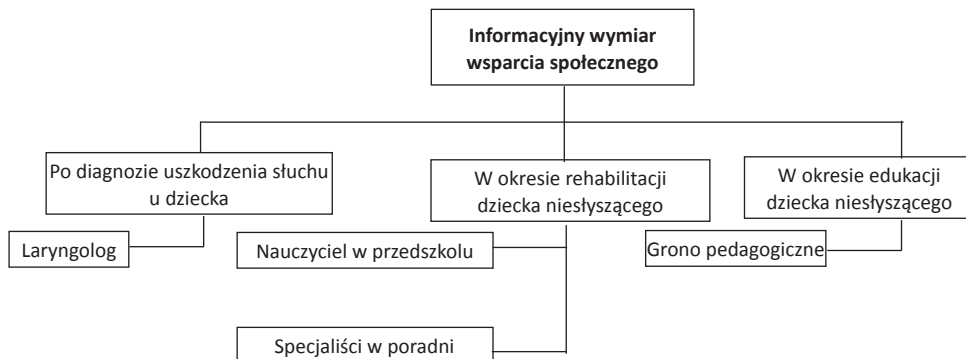 Informacyjny wymiar
wsparcia społecznego
Po diagnozie uszkodzenia słuchu
u dziecka
W okresie rehabilitacji
dziecka niesłyszącego
W okresie edukacji
dziecka niesłyszącego
Laryngolog
Nauczyciel w przedszkolu
Grono pedagogiczne
Specjaliści w poradni